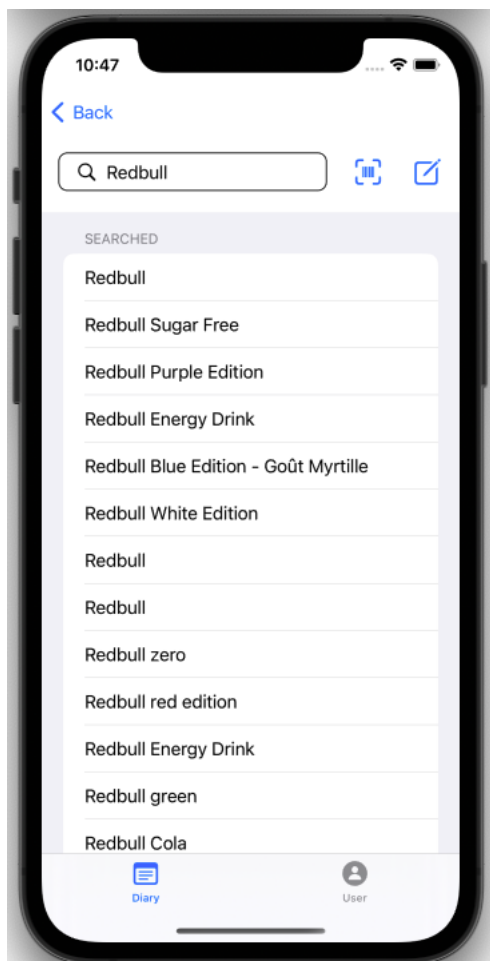 10:47
Back
Redbull
SEARCHED
Redbull
Redbull Sugar Free
Redbull Purple Edition
Redbull Energy Drink
Redbull Blue Edition - Goût Myrtille
Redbull White Edition
Redbull
Redbull
Redbull zero
Redbull red edition
Redbull Energy Drink
Redbull green
Redbull Cola
Diary
User